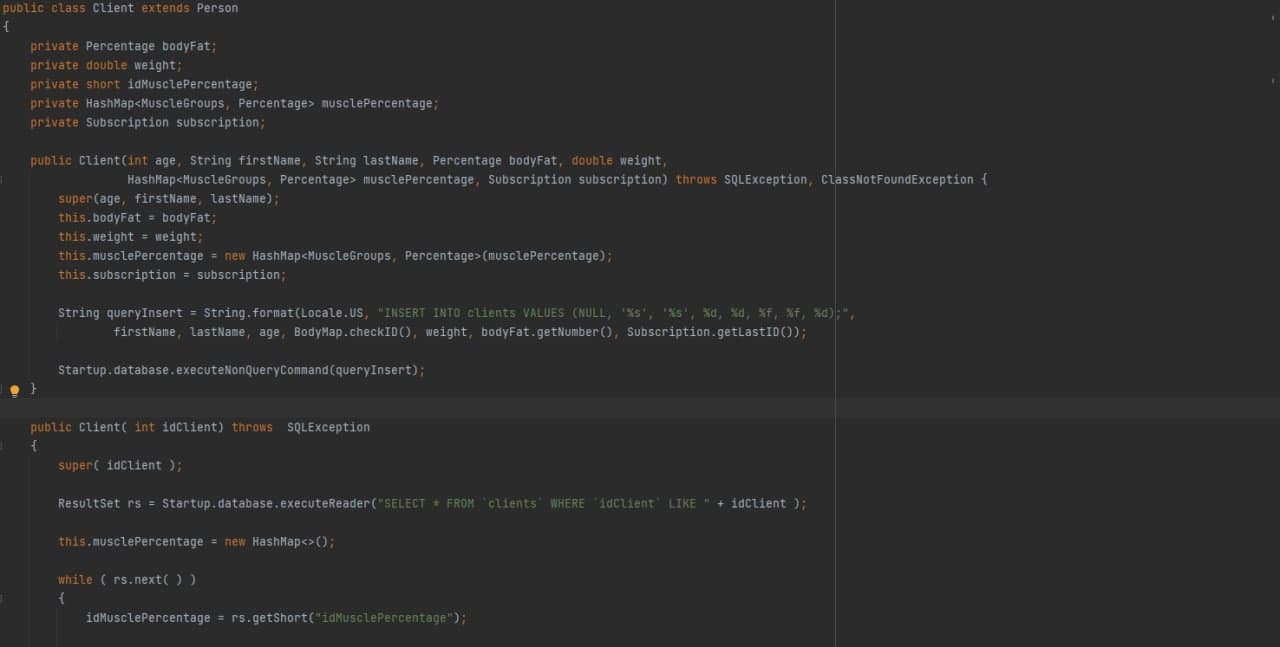 public class Client extends Person
{
    private Percentage bodyFat;
    private double weight;
    private short idMusclePercentage;
    private HashMap<MuscleGroups, Percentage> musclePercentage;
    private Subscription subscription;

    public Client(int age, String firstName, String lastName, Percentage bodyFat, double weight,
                  HashMap<MuscleGroups, Percentage> musclePercentage, Subscription subscription) throws SQLException, ClassNotFoundException {
        super(age, firstName, lastName);
        this.bodyFat = bodyFat;
        this.weight = weight;
        this.musclePercentage = new HashMap<MuscleGroups, Percentage>(musclePercentage);
        this.subscription = subscription;

        String queryInsert = String.format(Locale.US, "INSERT INTO clients VALUES (NULL, '%s', '%s', %d, %d, %f, %f, %d);",
                firstName, lastName, age, BodyMap.checkID(), weight, bodyFat.getNumber(), Subscription.getLastID());

        Startup.database.executeNonQueryCommand(queryInsert);
    }

    public Client( int idClient) throws  SQLException
    {
        super( idClient );

        ResultSet rs = Startup.database.executeReader("SELECT * FROM `clients` WHERE `idClient` LIKE " + idClient );

        this.musclePercentage = new HashMap<>();

        while ( rs.next( ) )
        {
            idMusclePercentage = rs.getShort("idMusclePercentage");